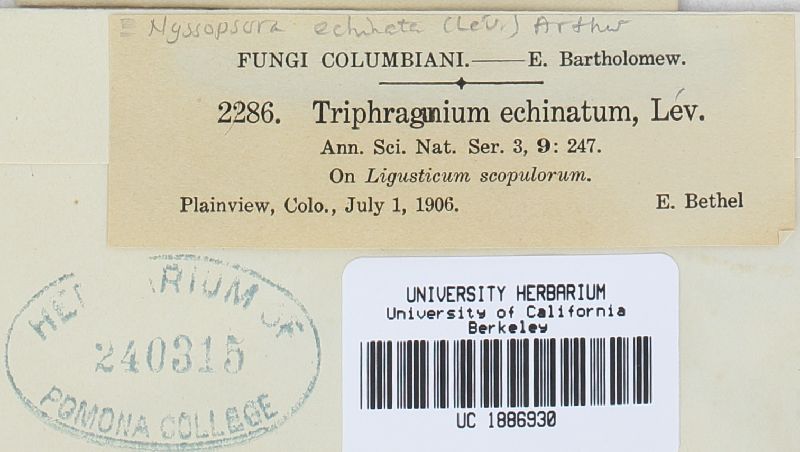 Nyssopsora echinata (Lév.) Arthur
FUNGI COLUMBIANI.——E. Bartholomew.
2286. Triphragmium echinatum, Lév.
Ann. Sci. Nat. Ser. 3, 9: 247.
On Ligusticum scopulorum.
Plainview, Colo., July 1, 1906. E. Bethel
HERBARIUM OF
240315
POMONA COLLEGE
UNIVERSITY HERBARIUM
University of California
Berkeley
UC 1886930